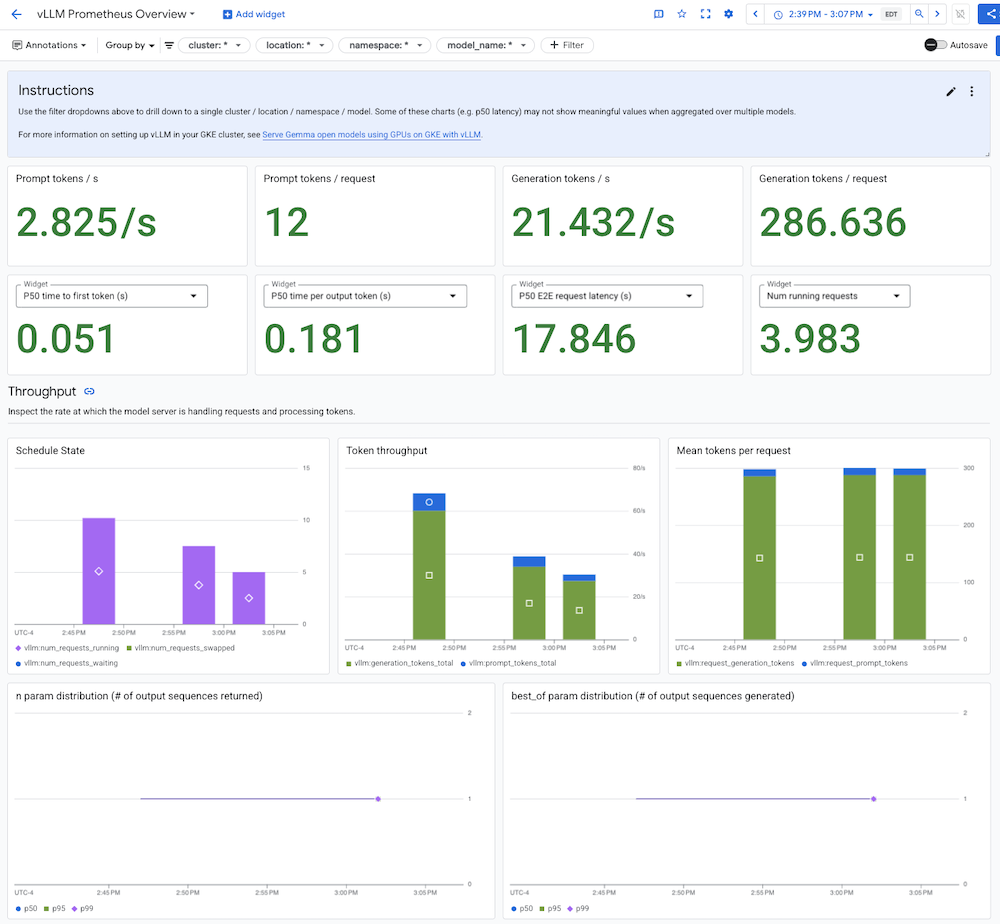 vLLM Prometheus Overview
Add widget
2:39 PM - 3:07 PM
EDT
Annotations
Group by
cluster: *
location: *
namespace: *
model_name: *
Filter
Autosave
Instructions
Use the filter dropdowns above to drill down to a single cluster / location / namespace / model. Some of these charts (e.g. p50 latency) may not show meaningful values when aggregated over multiple models.
For more information on setting up vLLM in your GKE cluster, see Serve Gemma open models using GPUs on GKE with vLLM.
Prompt tokens / s
2.825/s
Prompt tokens / request
12
Generation tokens / s
21.432/s
Generation tokens / request
286.636
Widget
P50 time to first token (s)
0.051
Widget
P50 time per output token (s)
0.181
Widget
P50 E2E request latency (s)
17.846
Widget
Num running requests
3.983
Throughput
Inspect the rate at which the model server is handling requests and processing tokens.
Schedule State
15
10
5
0
UTC-4 2:45 PM 2:50 PM 2:55 PM 3:00 PM 3:05 PM
vllm:num_requests_running vllm:num_requests_swapped
vllm:num_requests_waiting
Token throughput
80/s
60/s
40/s
20/s
0
UTC-4 2:45 PM 2:50 PM 2:55 PM 3:00 PM 3:05 PM
vllm:generation_tokens_total vllm:prompt_tokens_total
Mean tokens per request
300
200
100
0
UTC-4 2:45 PM 2:50 PM 2:55 PM 3:00 PM 3:05 PM
vllm:request_generation_tokens vllm:request_prompt_tokens
n param distribution (# of output sequences returned)
2
1
0
UTC-4 2:45 PM 2:50 PM 2:55 PM 3:00 PM 3:05 PM
p50 p95 p99
best_of param distribution (# of output sequences generated)
2
1
0
UTC-4 2:45 PM 2:50 PM 2:55 PM 3:00 PM 3:05 PM
p50 p95 p99